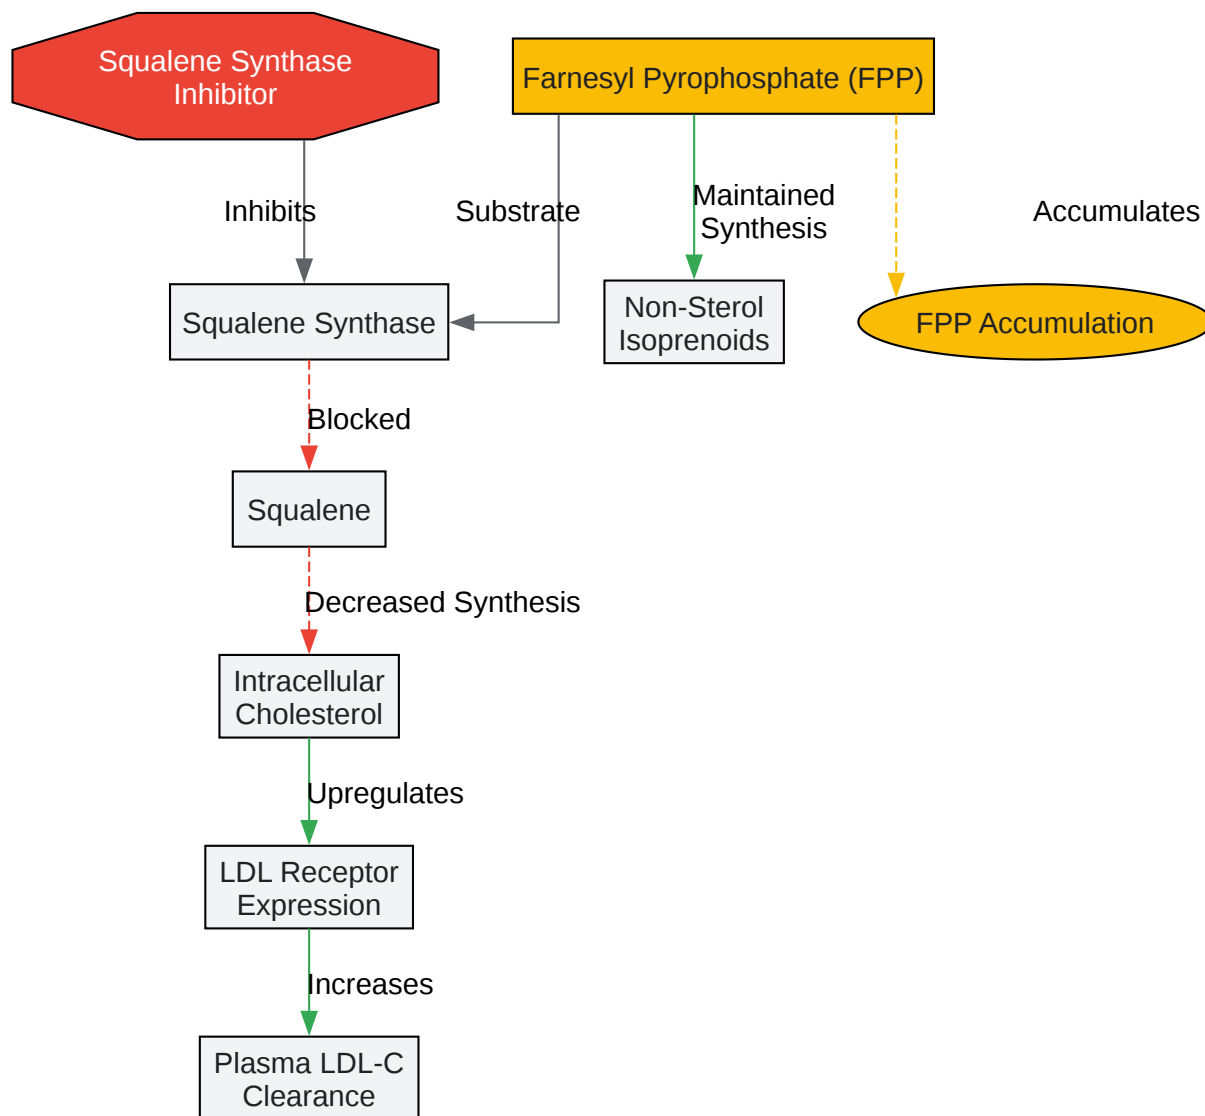 Squalene Synthase
Inhibitor
Farnesyl Pyrophosphate (FPP)
Inhibits
Substrate
Maintained
Synthesis
Accumulates
Squalene Synthase
Non-Sterol
Isoprenoids
FPP Accumulation
Blocked
Squalene
Decreased Synthesis
Intracellular
Cholesterol
Upregulates
LDL Receptor
Expression
Increases
Plasma LDL-C
Clearance